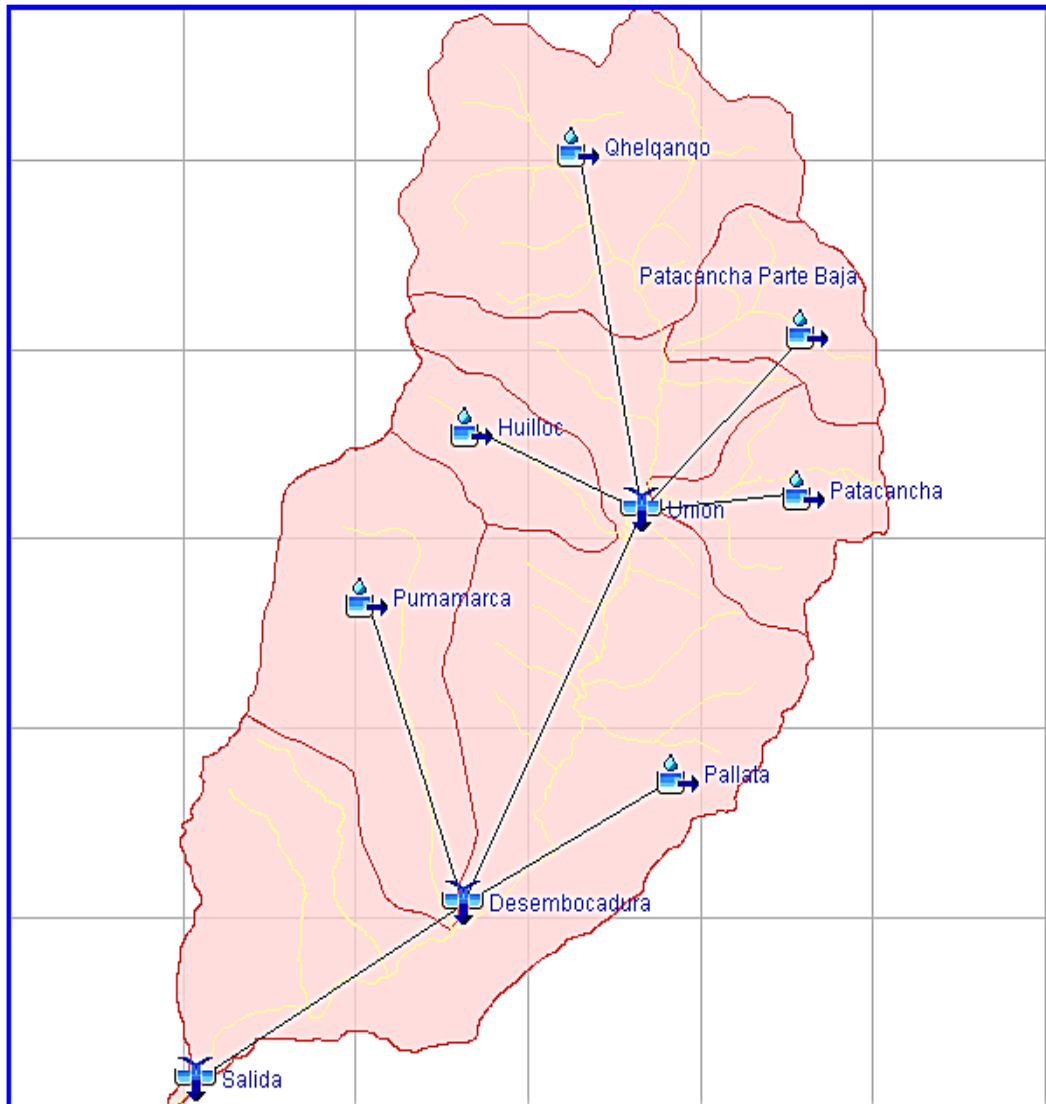 Qhelqanqo
Patacancha Parte Baja
Huilloc
Patacancha
Union
Pumamarca
Pallata
Desembocadura
Salida